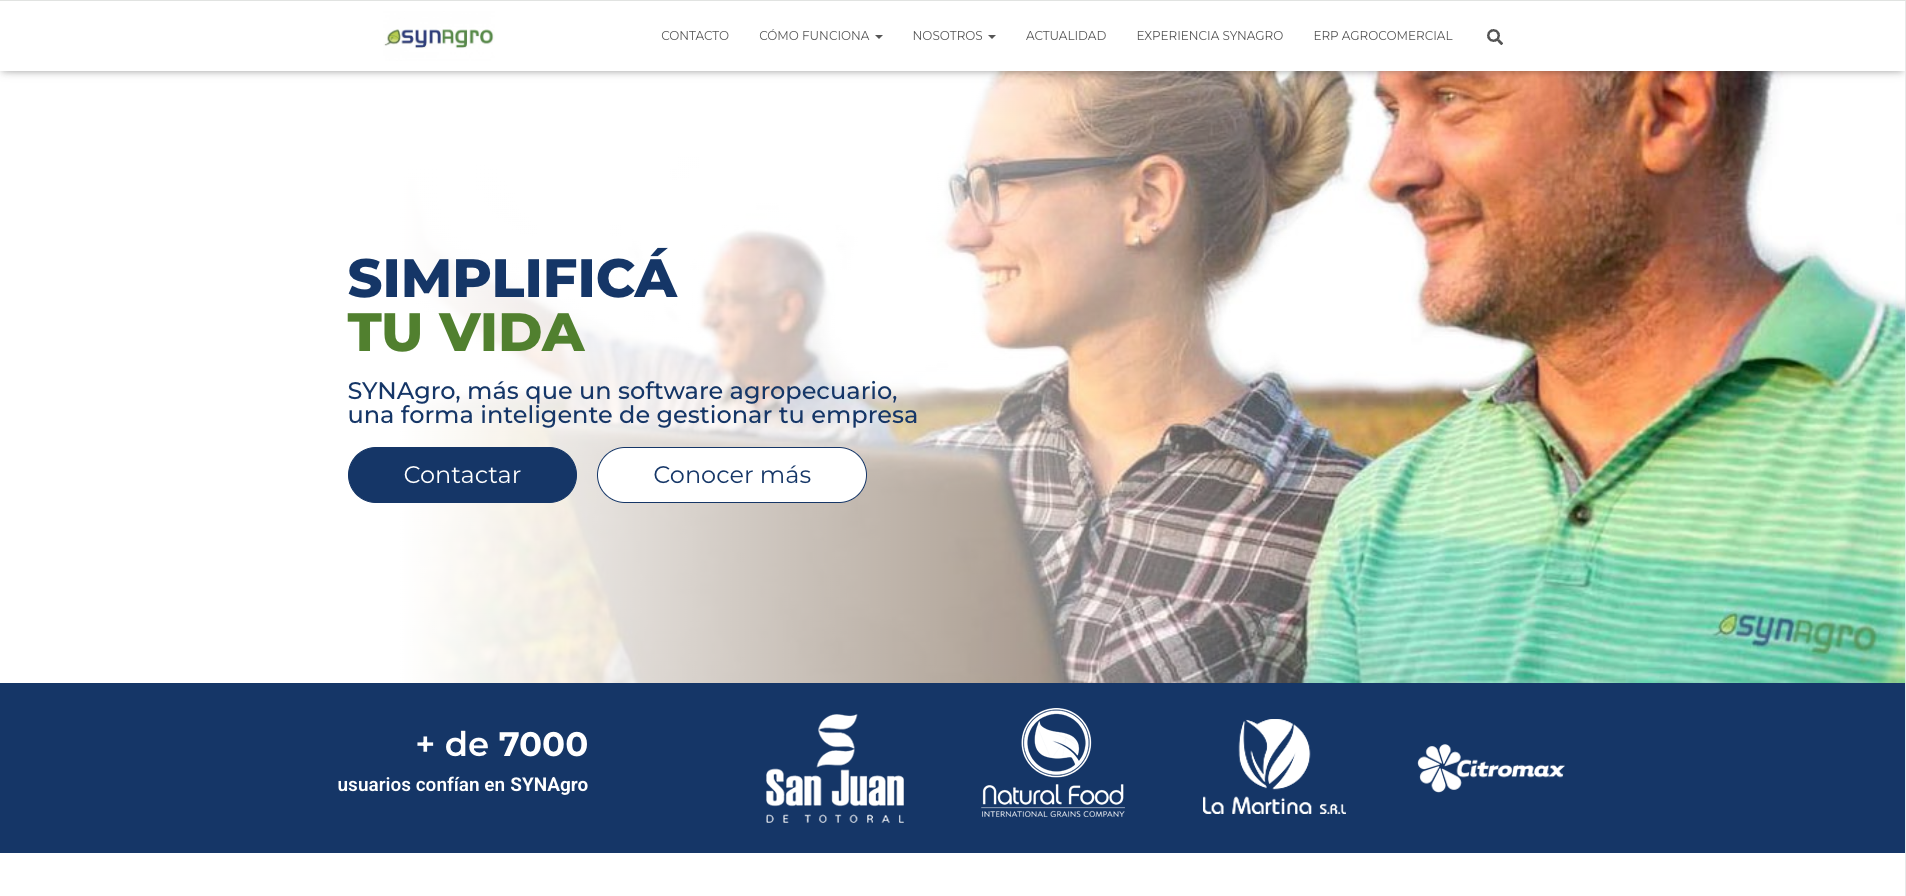 synAgro
CONTACTO
CÓMO FUNCIONA
NOSOTROS
ACTUALIDAD
EXPERIENCIA SYNAGRO
ERP AGROCOMERCIAL
SIMPLIFICÁ
TU VIDA
SYNAgro, más que un software agropecuario,
una forma inteligente de gestionar tu empresa
Contactar
Conocer más
synAgro
+ de 7000
usuarios confían en SYNAgro
San Juan
DE TOTORAL
Natural Food
INTERNATIONAL GRAINS COMPANY
La Martina S.R.L
Citromax